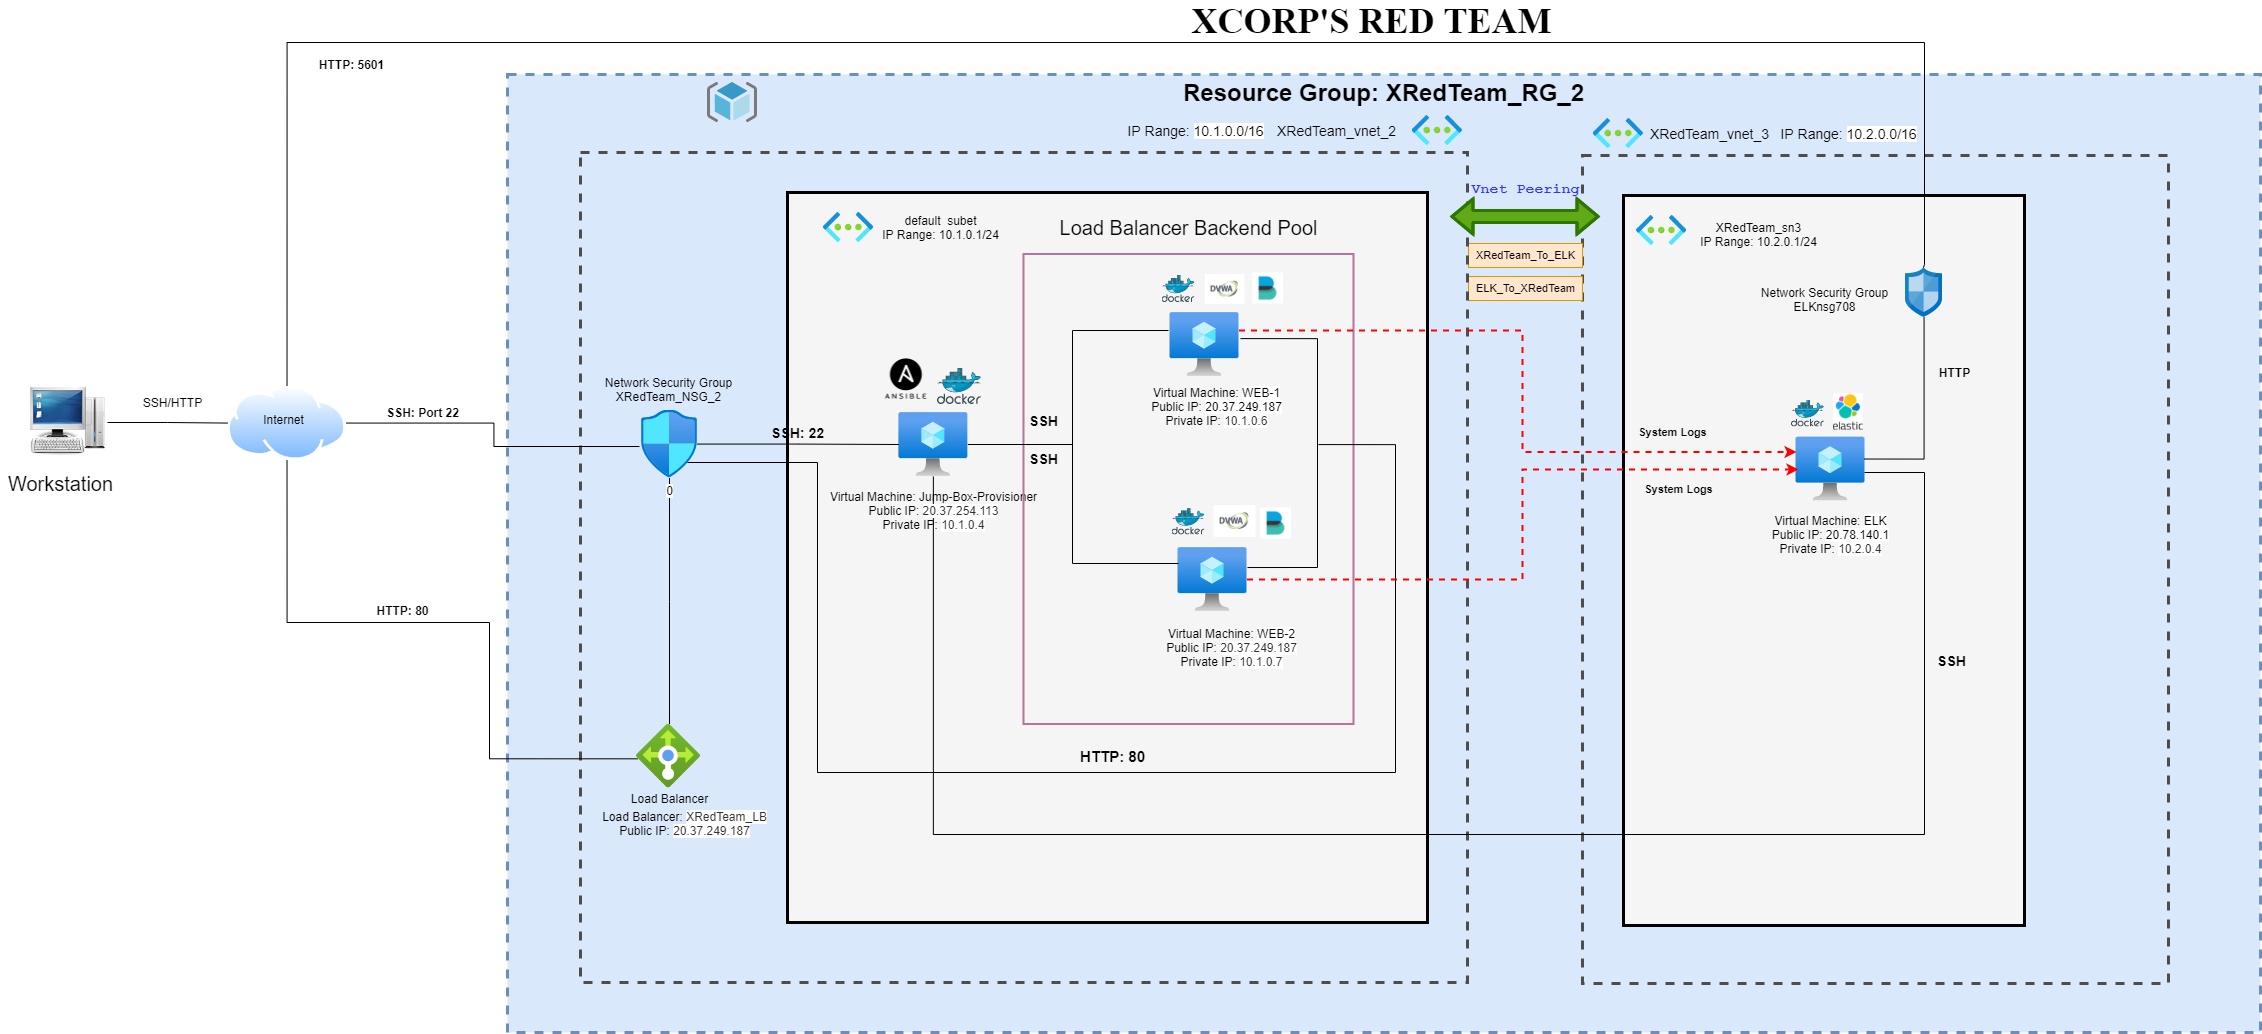 XCORP'S RED TEAM
HTTP: 5601
Resource Group: XRedTeam_RG_2
IP Range: 10.1.0.0/16 XRedTeam_vnet_2
XRedTeam_vnet_3 IP Range: 10.2.0.0/16
Vnet Peering
XRedTeam_To_ELK
ELK_To_XRedTeam
default_subet
IP Range: 10.1.0.1/24
Load Balancer Backend Pool
XRedTeam_sn3
IP Range: 10.2.0.1/24
Network Security Group
ELKnsg708
HTTP
docker
DVWA
Virtual Machine: WEB-1
Public IP: 20.37.249.187
Private IP: 10.1.0.6
SSH/HTTP
Internet
SSH: Port 22
Workstation
Network Security Group
XRedTeam_NSG_2
0
SSH: 22
ANSIBLE
docker
Virtual Machine: Jump-Box-Provisioner
Public IP: 20.37.254.113
Private IP: 10.1.0.4
SSH
SSH
System Logs
System Logs
docker
elastic
Virtual Machine: ELK
Public IP: 20.78.140.1
Private IP: 10.2.0.4
docker
DVWA
Virtual Machine: WEB-2
Public IP: 20.37.249.187
Private IP: 10.1.0.7
HTTP: 80
SSH
HTTP: 80
Load Balancer
Load Balancer: XRedTeam_LB
Public IP: 20.37.249.187